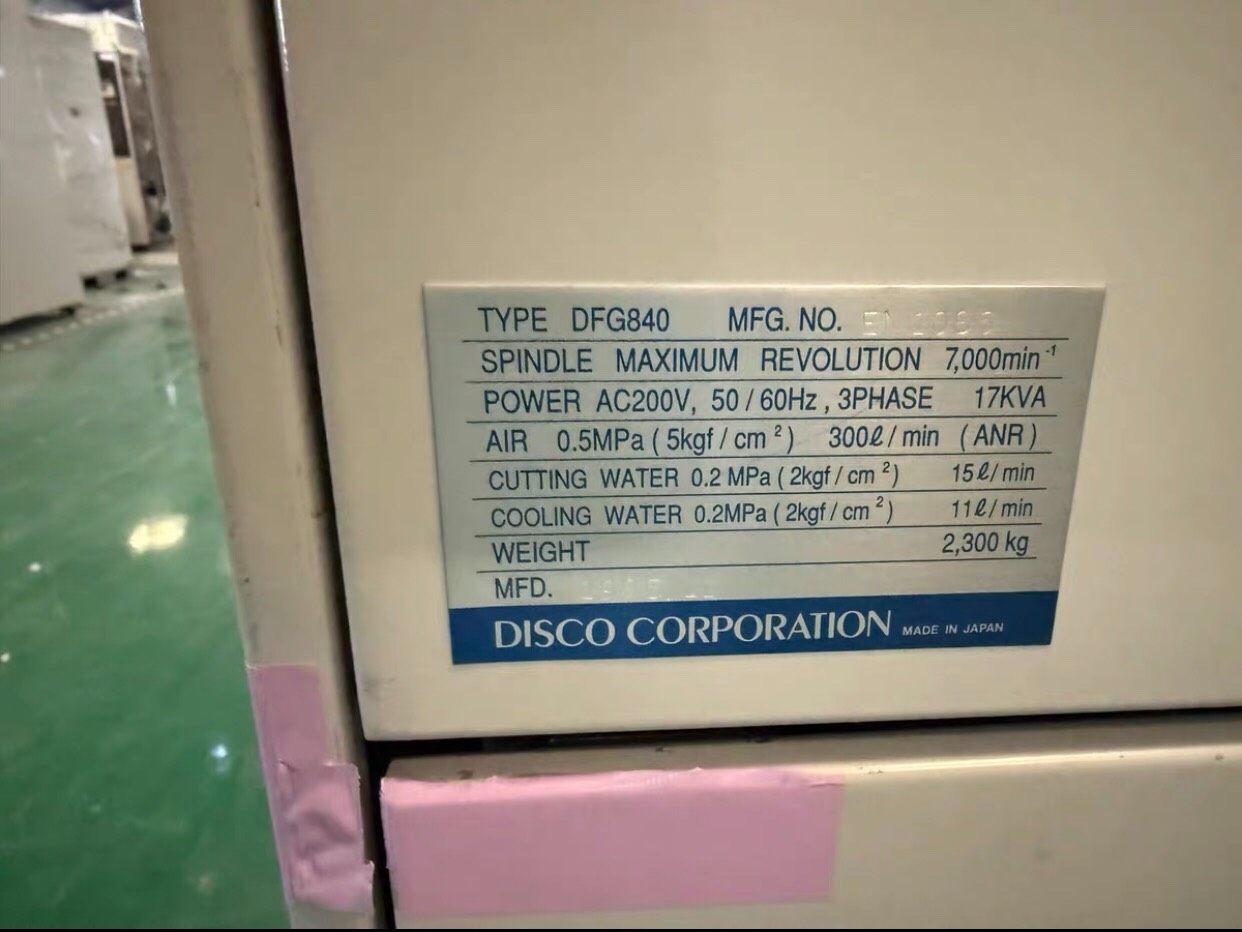 TYPE DFG840 MFG. NO.
SPINDLE MAXIMUM REVOLUTION 7,000min⁻¹
POWER AC200V, 50/60Hz, 3PHASE 17KVA
AIR 0.5MPa (5kgf/cm²) 300ℓ/min (ANR)
CUTTING WATER 0.2 MPa (2kgf/cm²) 15ℓ/min
COOLING WATER 0.2MPa (2kgf/cm²) 11ℓ/min
WEIGHT 2,300 kg
MFD.
DISCO CORPORATION MADE IN JAPAN